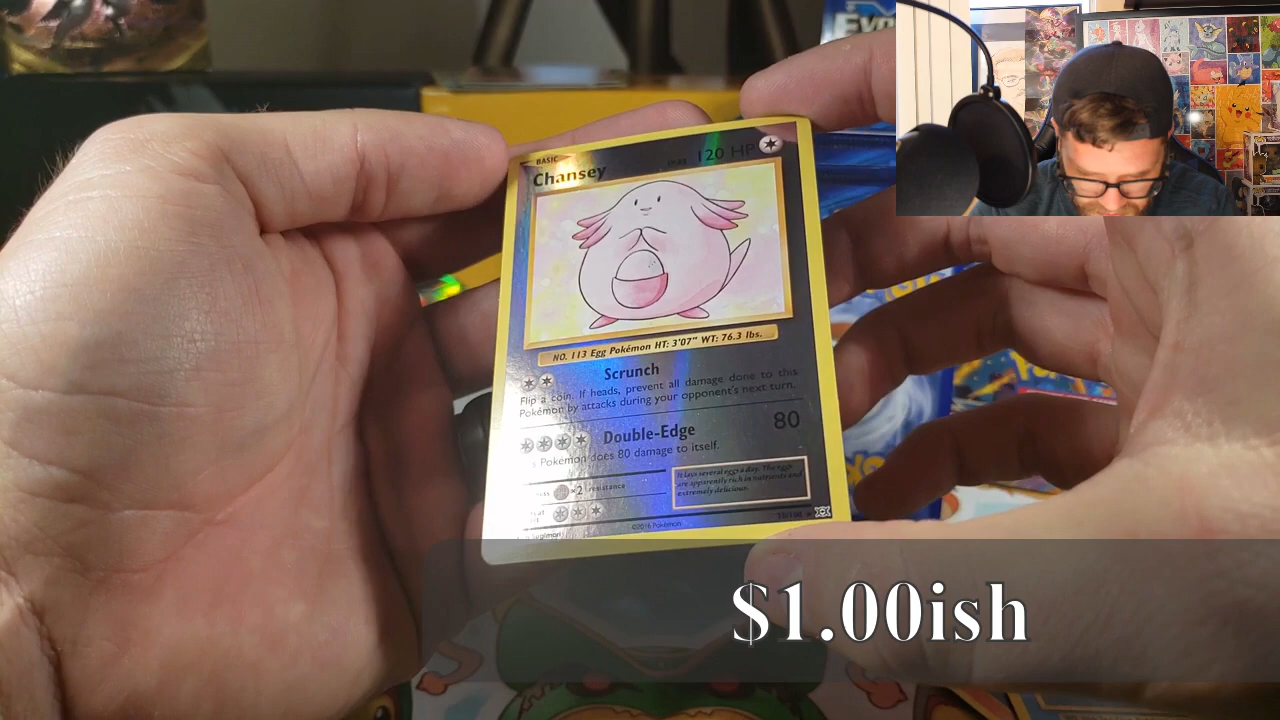 Evo
BASIC
Chansey 120 HP
NO. 113 Egg Pokémon HT: 3'07" WT: 76.3 lbs.
Scrunch
Flip a coin. If heads, prevent all damage done to this
Pokémon by attacks during your opponent's next turn.
Double-Edge 80
Pokémon does 80 damage to itself.
×2 resistance
It lays several eggs a day. The eggs
are apparently rich in nutrients and
extremely delicious.
©2016 Pokémon
$1.00ish